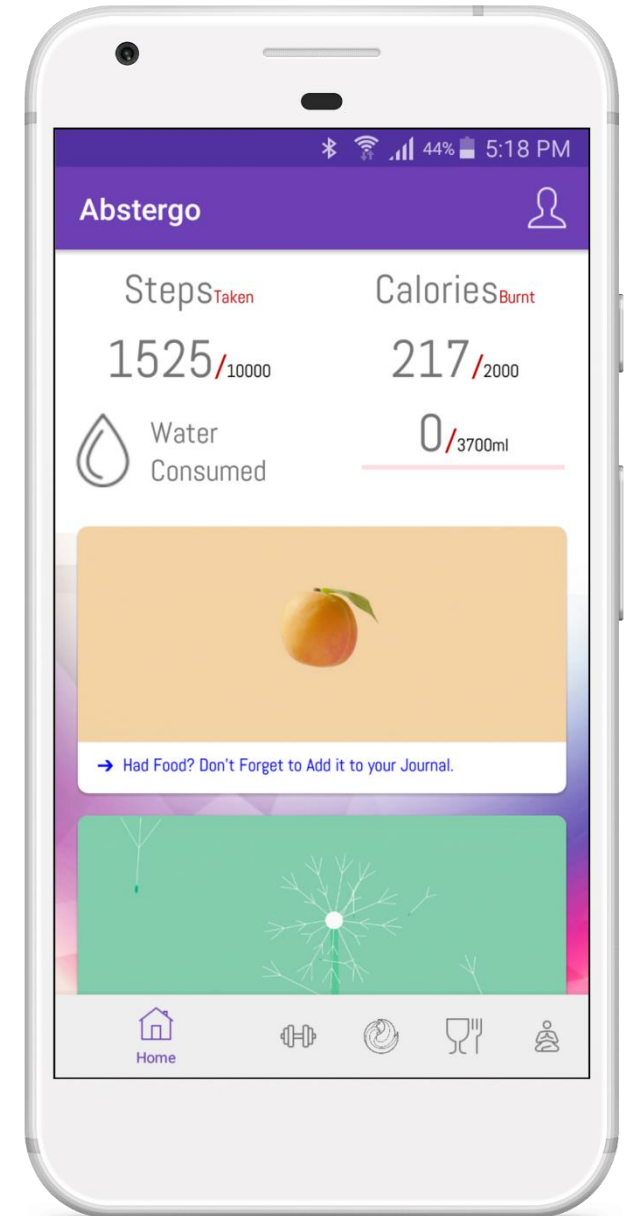 44% 5:18 PM
Abstergo
StepsTaken CaloriesBurnt
1525/10000 217/2000
Water
Consumed
0/3700ml
→ Had Food? Don't Forget to Add it to your Journal.
Home